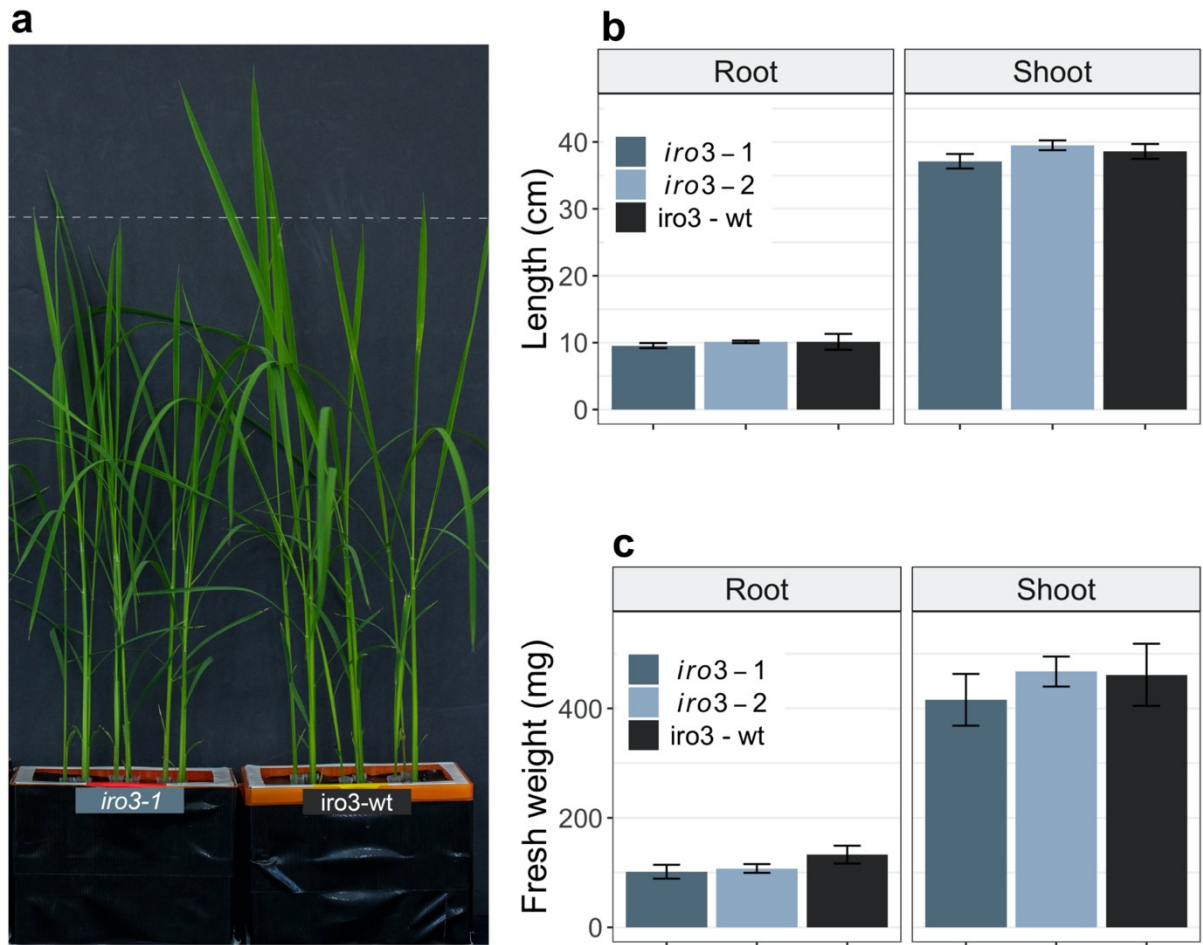 a
iro3-1
iro3-wt
b
Root
Shoot
Length (cm)
40
30
20
10
0
iro3 – 1
iro3 – 2
iro3 - wt
c
Root
Shoot
Fresh weight (mg)
400
200
0
iro3 – 1
iro3 – 2
iro3 - wt